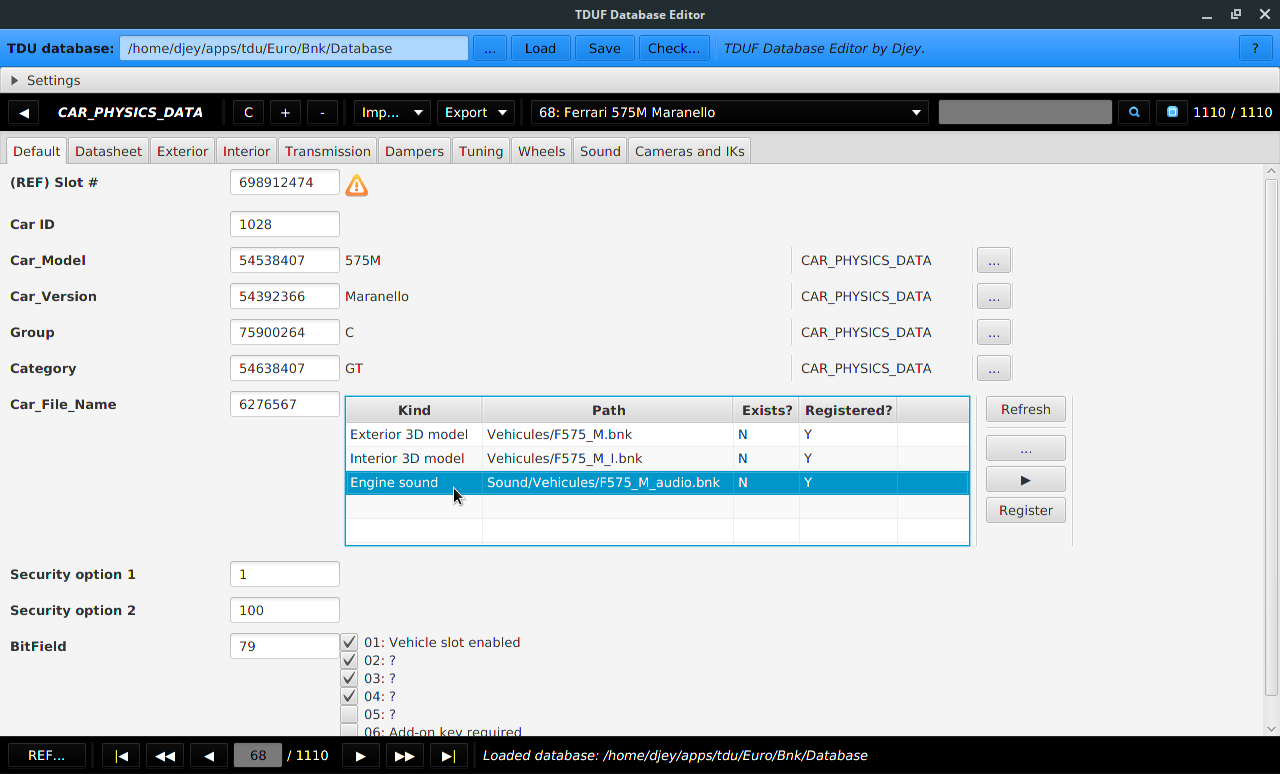 TDUF Database Editor
TDU database: /home/djey/apps/tdu/Euro/Bnk/Database ... Load Save Check... TDUF Database Editor by Djey. ?
Settings
CAR_PHYSICS_DATA C + - Imp... Export 68: Ferrari 575M Maranello 1110 / 1110
Default Datasheet Exterior Interior Transmission Dampers Tuning Wheels Sound Cameras and IKs
(REF) Slot # 698912474
Car ID 1028
Car_Model 54538407 575M CAR_PHYSICS_DATA ...
Car_Version 54392366 Maranello CAR_PHYSICS_DATA ...
Group 75900264 C CAR_PHYSICS_DATA ...
Category 54638407 GT CAR_PHYSICS_DATA ...
Car_File_Name 6276567
Kind Path Exists? Registered? Refresh
Exterior 3D model Vehicules/F575_M.bnk N Y ...
Interior 3D model Vehicules/F575_M_I.bnk N Y
Engine sound Sound/Vehicules/F575_M_audio.bnk N Y
Register
Security option 1 1
Security option 2 100
BitField 79
01: Vehicle slot enabled
02: ?
03: ?
04: ?
05: ?
06: Add-on key required
REF... 68 / 1110 Loaded database: /home/djey/apps/tdu/Euro/Bnk/Database